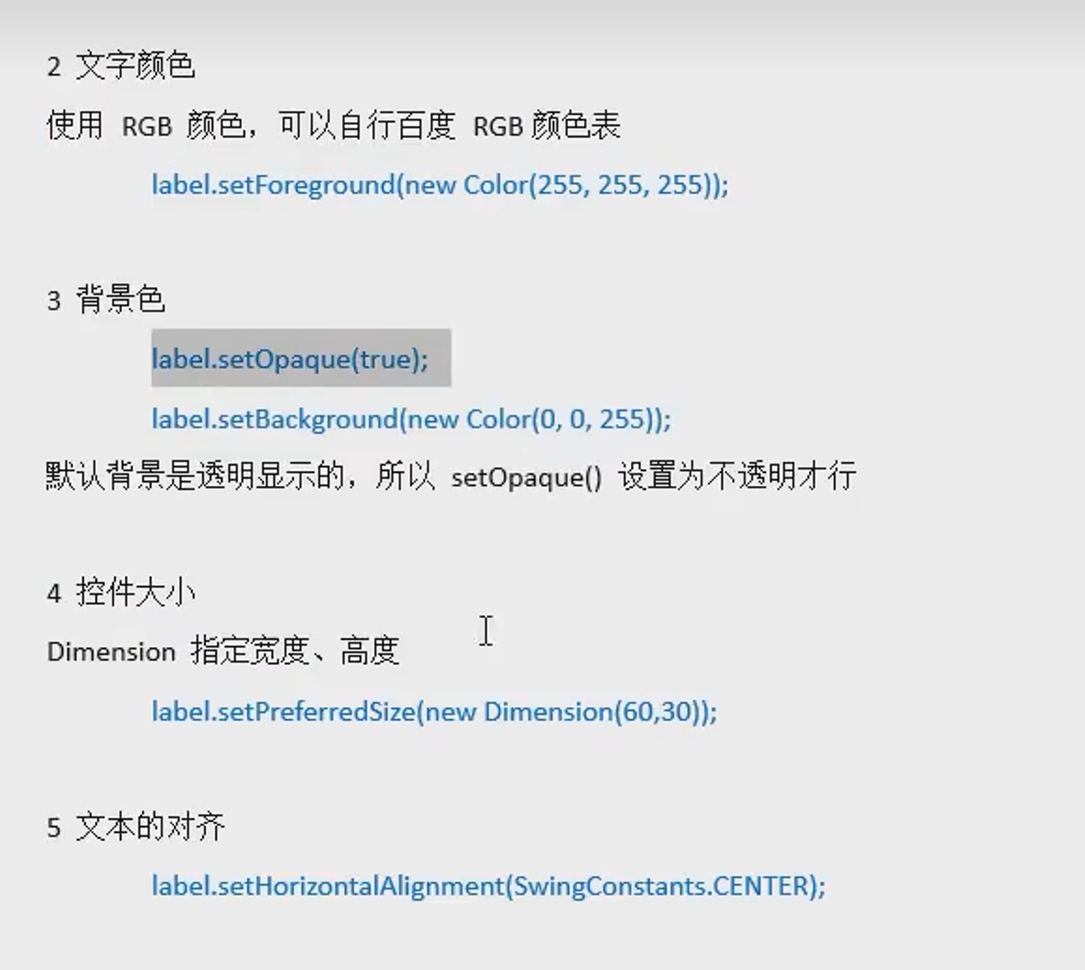 2 文字颜色
使用 RGB 颜色，可以自行百度 RGB 颜色表
label.setForeground(new Color(255, 255, 255));
3 背景色
label.setOpaque(true);
label.setBackground(new Color(0, 0, 255));
默认背景是透明显示的，所以 setOpaque() 设置为不透明才行
4 控件大小
Dimension 指定宽度、高度
label.setPreferredSize(new Dimension(60,30));
5 文本的对齐
label.setHorizontalAlignment(SwingConstants.CENTER);